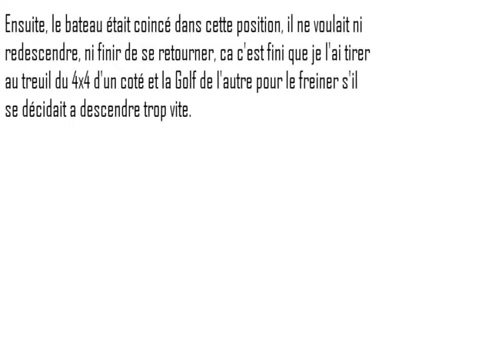 Ensuite, le bateau était coincé dans cette position, il ne voulait ni
redescendre, ni finir de se retourner, ca c'est fini que je l'ai tirer
au treuil du 4x4 d'un coté et la Golf de l'autre pour le freiner s'il
se décidait a descendre trop vite.